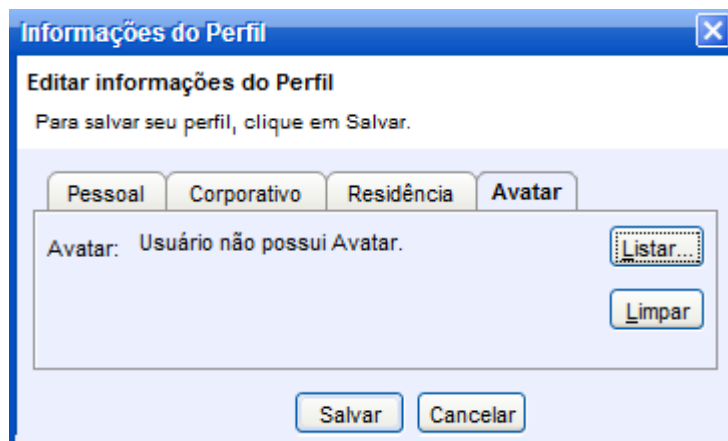 Informações do Perfil
Editar informações do Perfil
Para salvar seu perfil, clique em Salvar.
Pessoal Corporativo Residência Avatar
Avatar: Usuário não possui Avatar. Listar...
Limpar
Salvar Cancelar